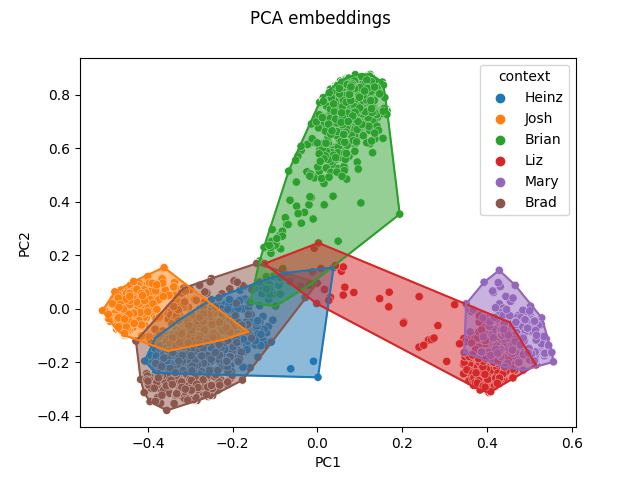 PCA embeddings
context
Heinz
Josh
Brian
Liz
Mary
Brad
PC2
0.8
0.6
0.4
0.2
0.0
−0.2
−0.4
−0.4
−0.2
0.0
0.2
0.4
0.6
PC1